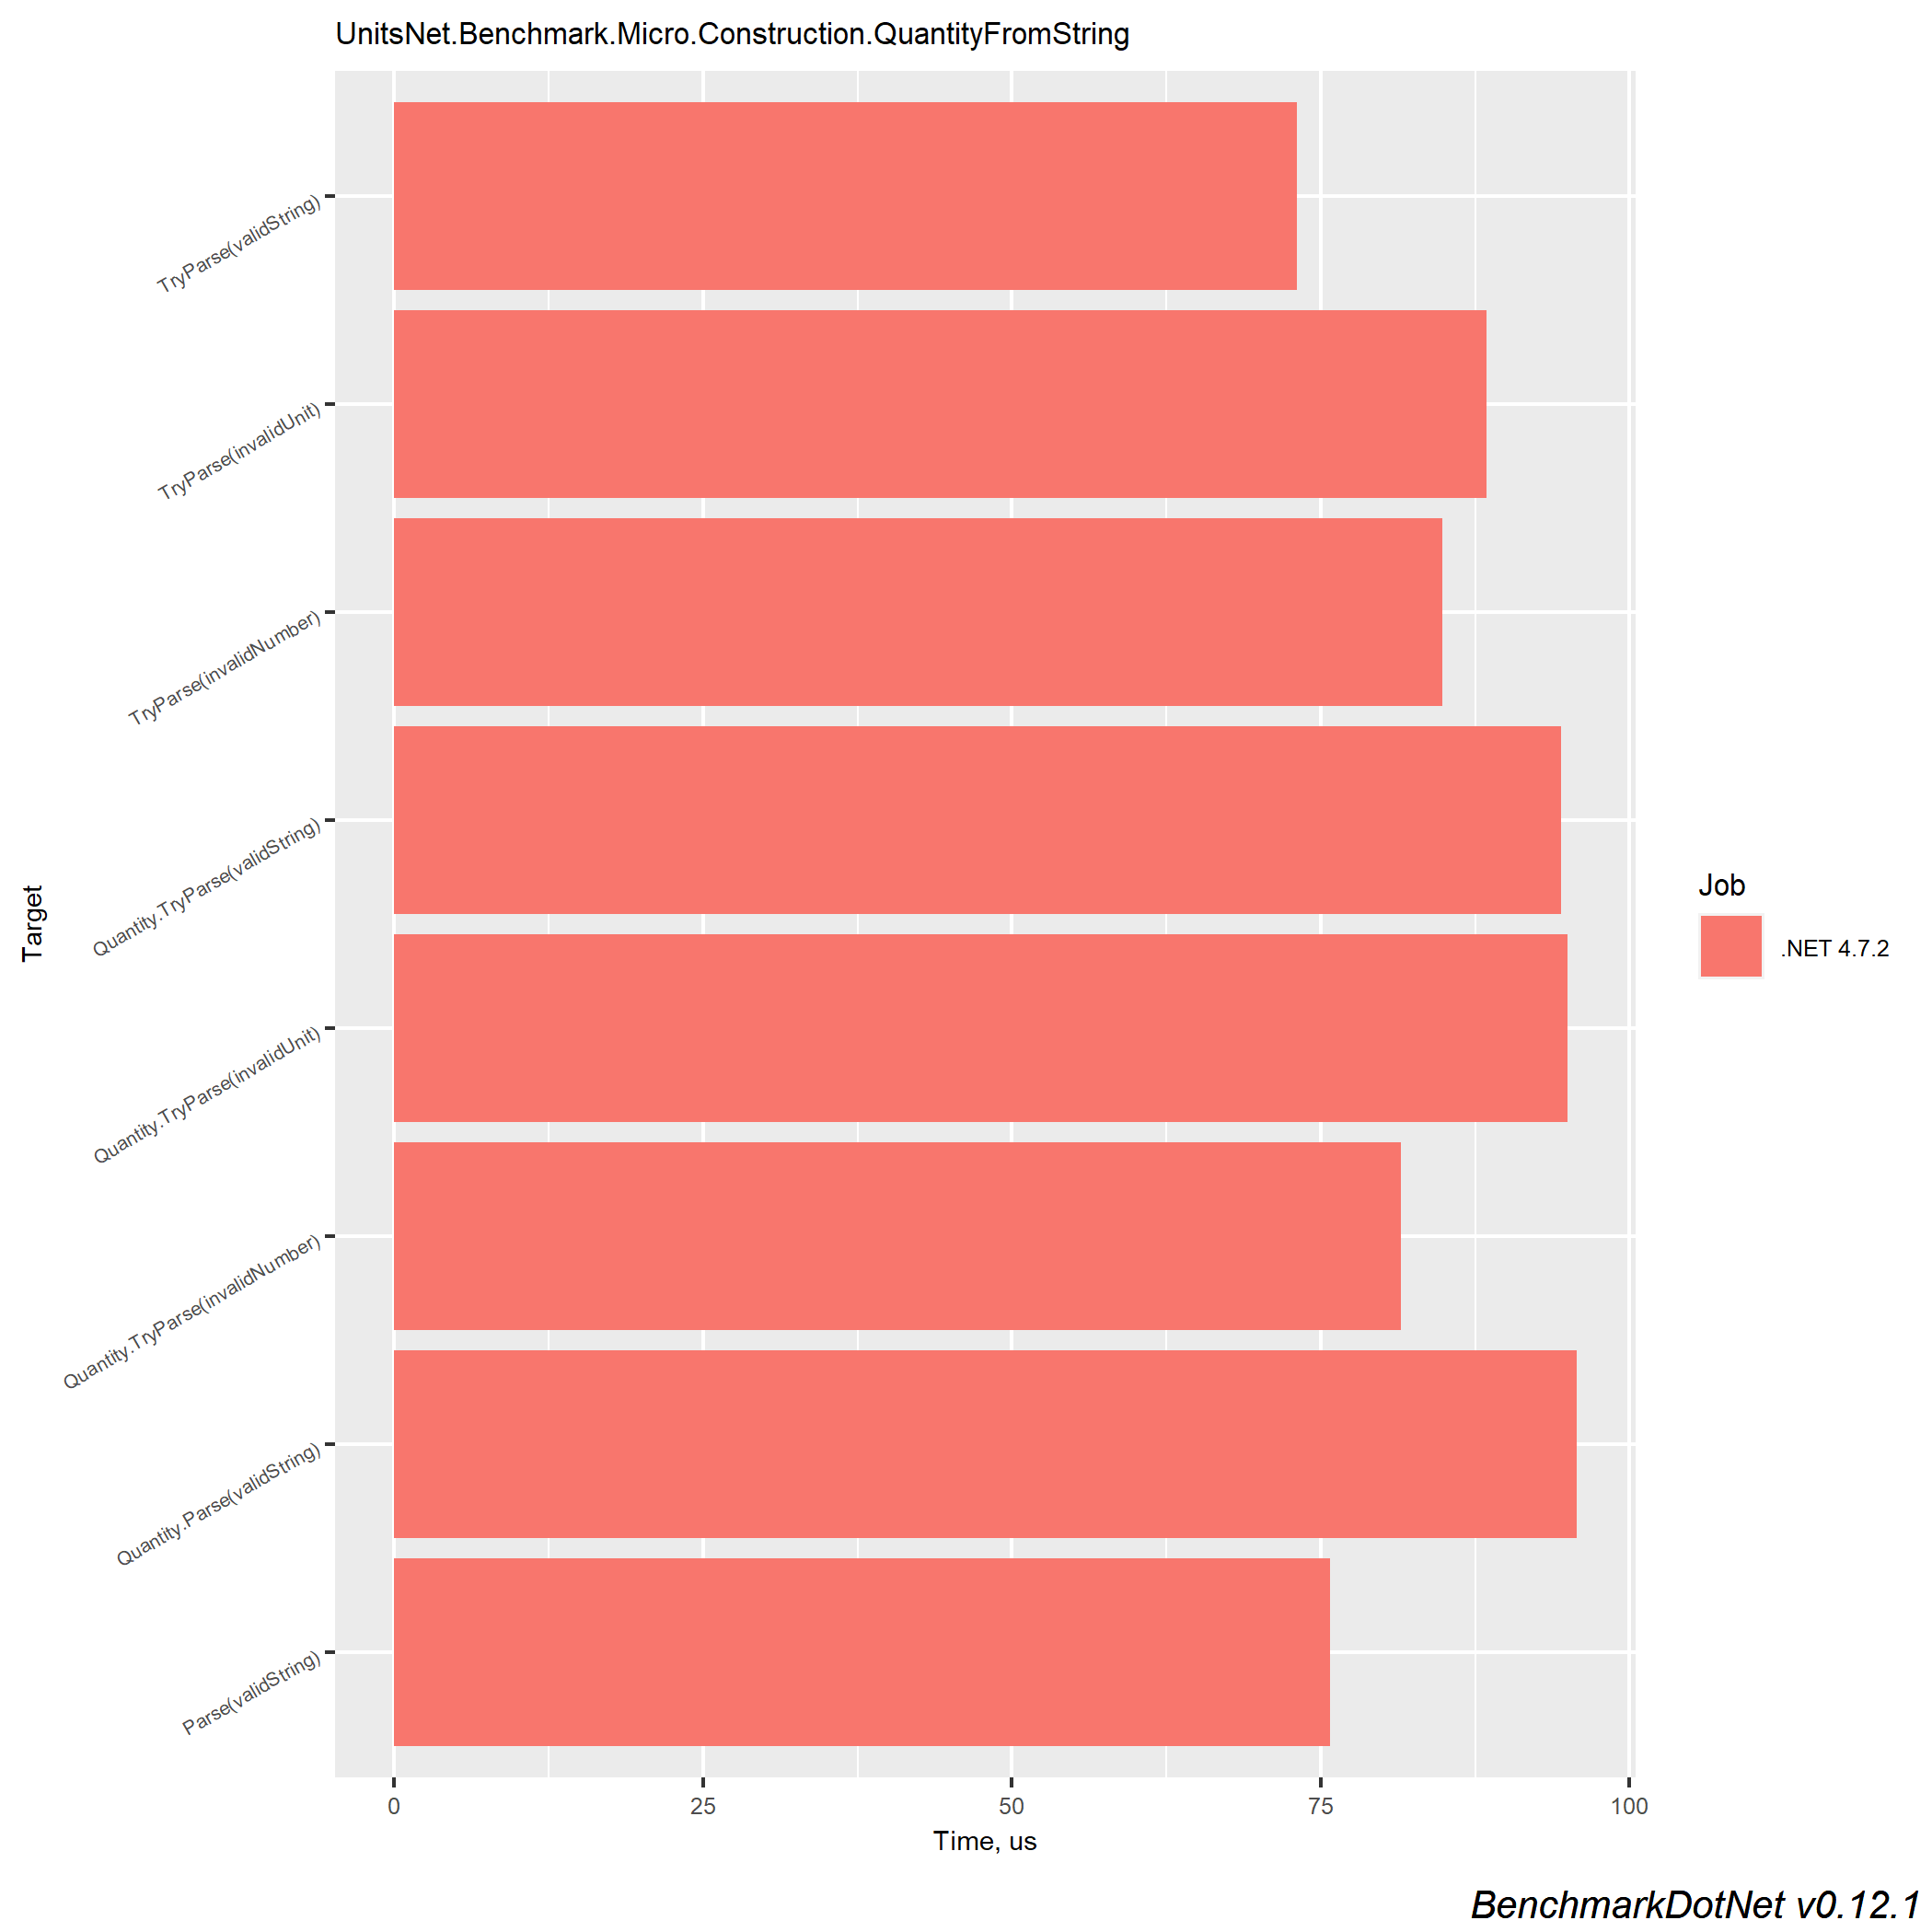 UnitsNet.Benchmark.Micro.Construction.QuantityFromString
TryParse(validString)
TryParse(invalidUnit)
TryParse(invalidNumber)
Quantity.TryParse(validString)
Quantity.TryParse(invalidUnit)
Quantity.TryParse(invalidNumber)
Quantity.Parse(validString)
Parse(validString)
Target
0 25 50 75 100
Time, us
Job
.NET 4.7.2
BenchmarkDotNet v0.12.1